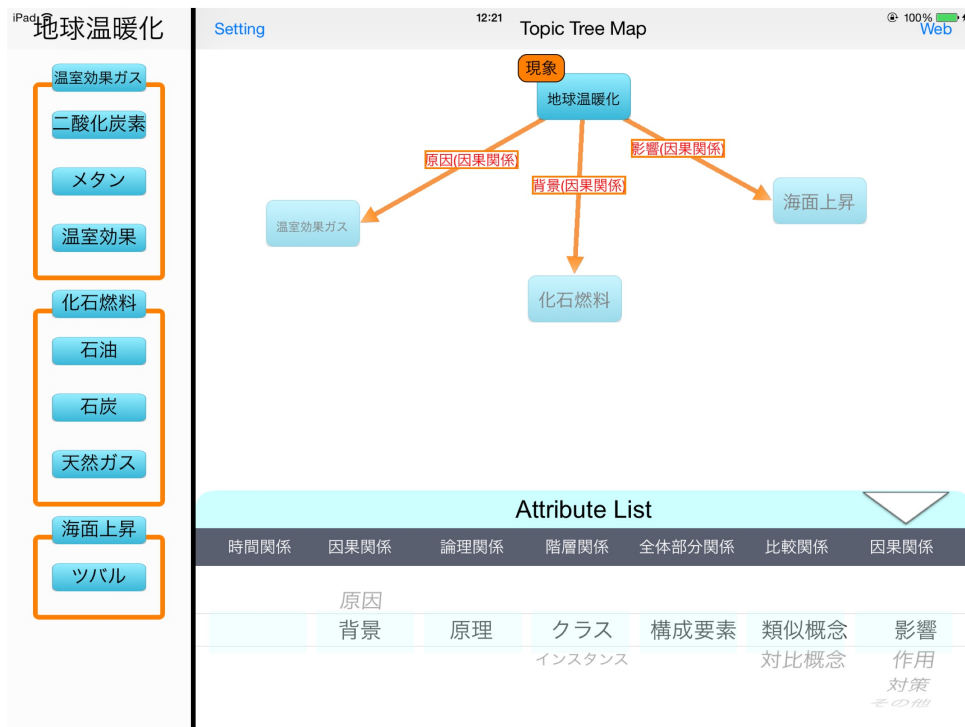 iPad
12:21
100%
地球温暖化
Setting
Topic Tree Map
Web
温室効果ガス
二酸化炭素
メタン
温室効果
化石燃料
石油
石炭
天然ガス
海面上昇
ツバル
現象
地球温暖化
原因(因果関係)
影響(因果関係)
背景(因果関係)
温室効果ガス
海面上昇
化石燃料
Attribute List
時間関係 因果関係 論理関係 階層関係 全体部分関係 比較関係 因果関係
原因
背景 原理 クラス 構成要素 類似概念 影響
インスタンス 対比概念 作用
対策
その他